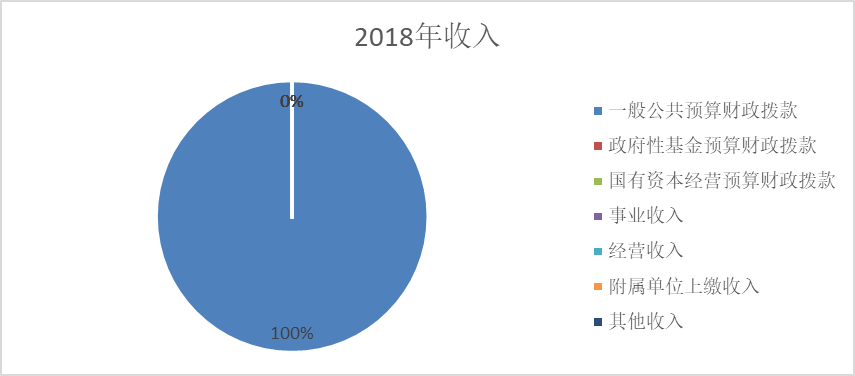 2018年收入
0%
100%
一般公共预算财政拨款
政府性基金预算财政拨款
国有资本经营预算财政拨款
事业收入
经营收入
附属单位上缴收入
其他收入